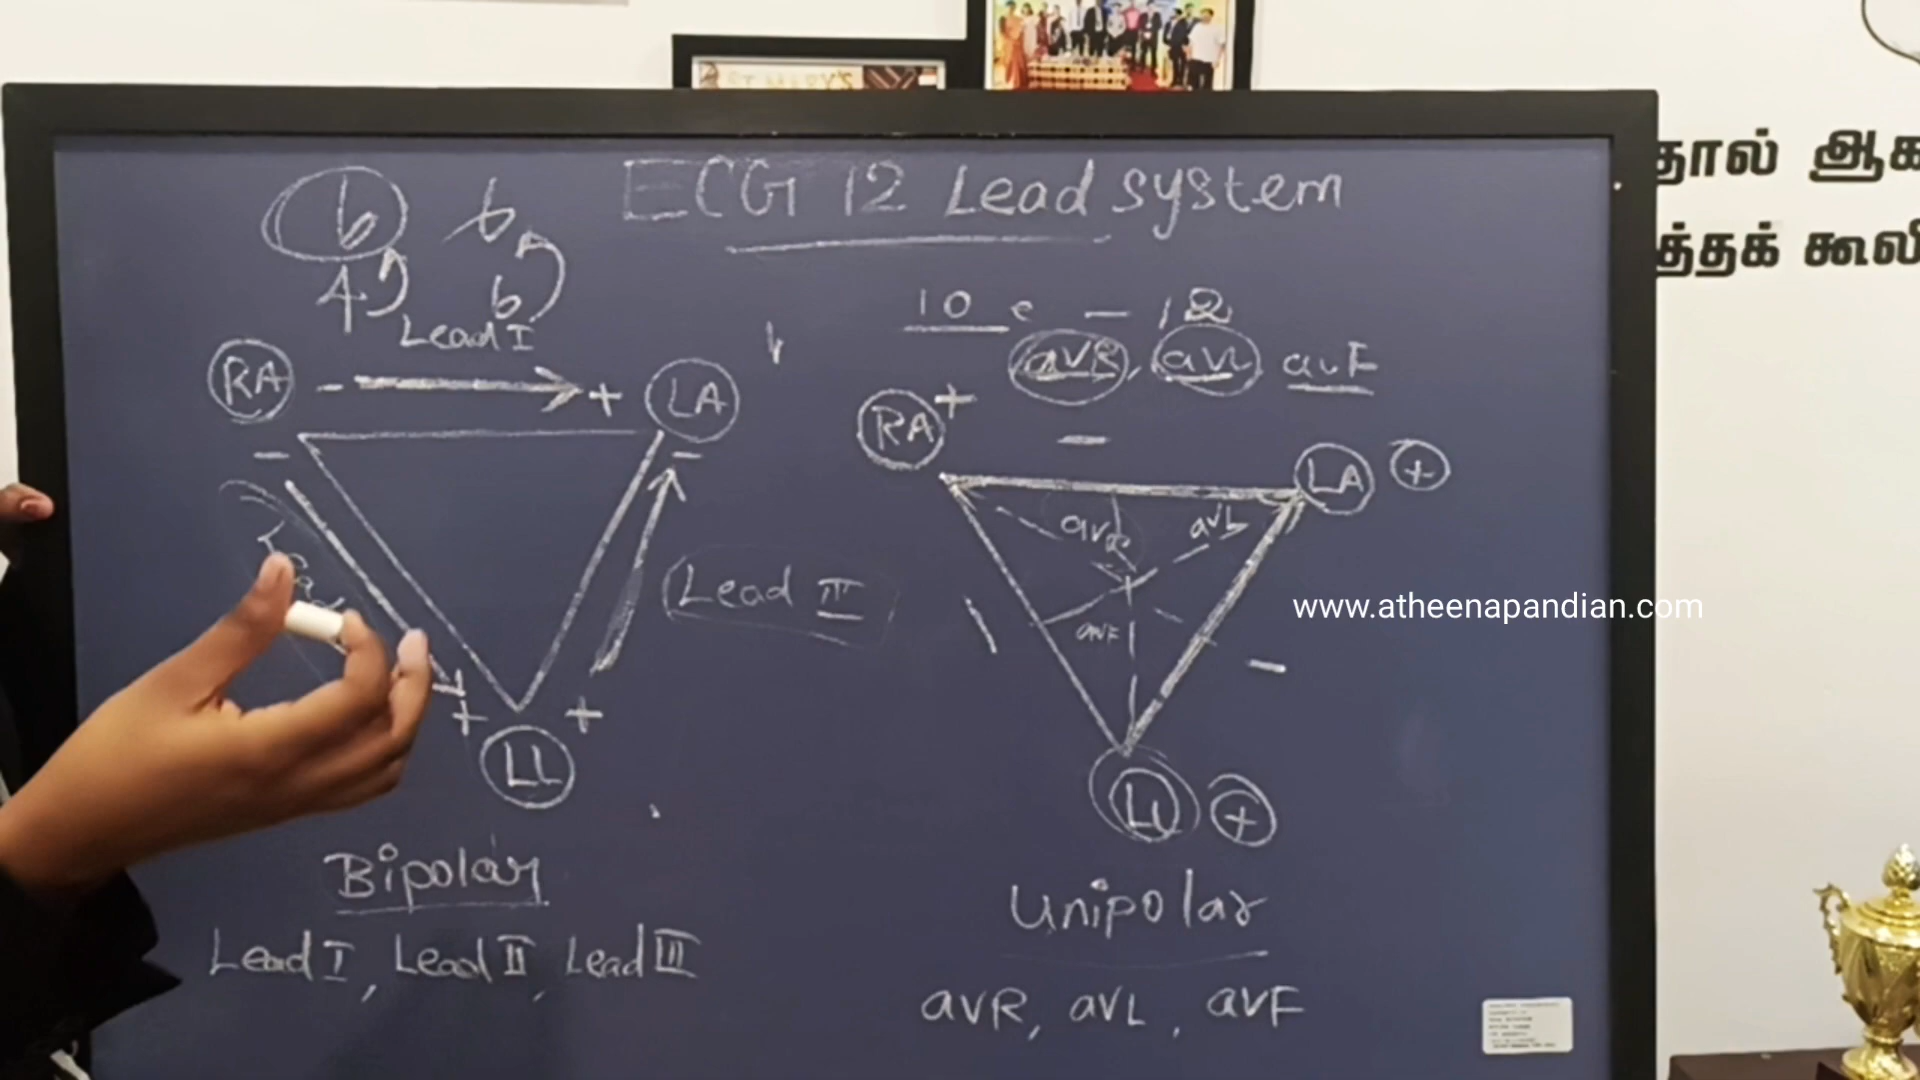 ECG 12 Lead system
6 6
4 6
தால் ஆக
த்தக் கூலி
10 e – 12
avR, avL avF
Lead I
RA - + LA
- -
Lead III
+ +
LL
Bipolar
Lead I, Lead II, Lead III
RA + -
LA +
avR avL
avF
-
LL +
Unipolar
avR, avL, avF
www.atheenapandian.com